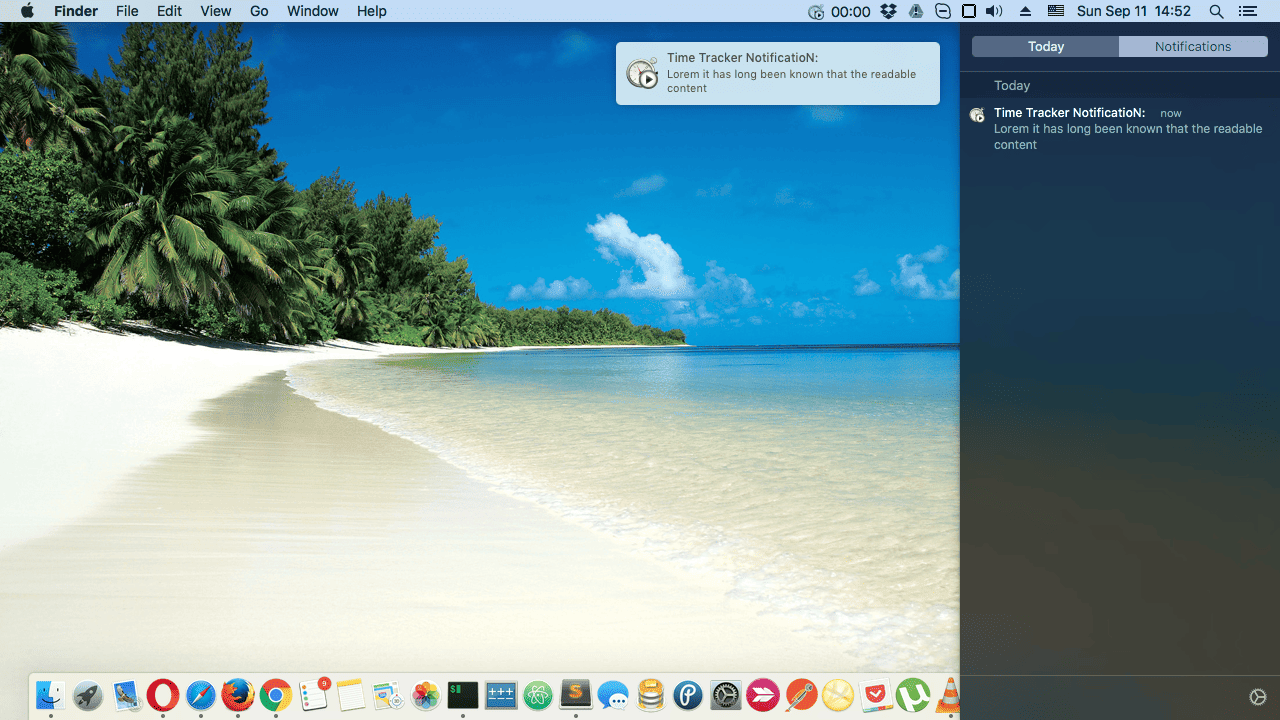 Finder File Edit View Go Window Help 00:00 Sun Sep 11 14:52
Time Tracker NotificatioN:
Lorem it has long been known that the readable
content
Today Notifications
Today
Time Tracker NotificatioN: now
Lorem it has long been known that the readable
content
9
$
+++
S
P